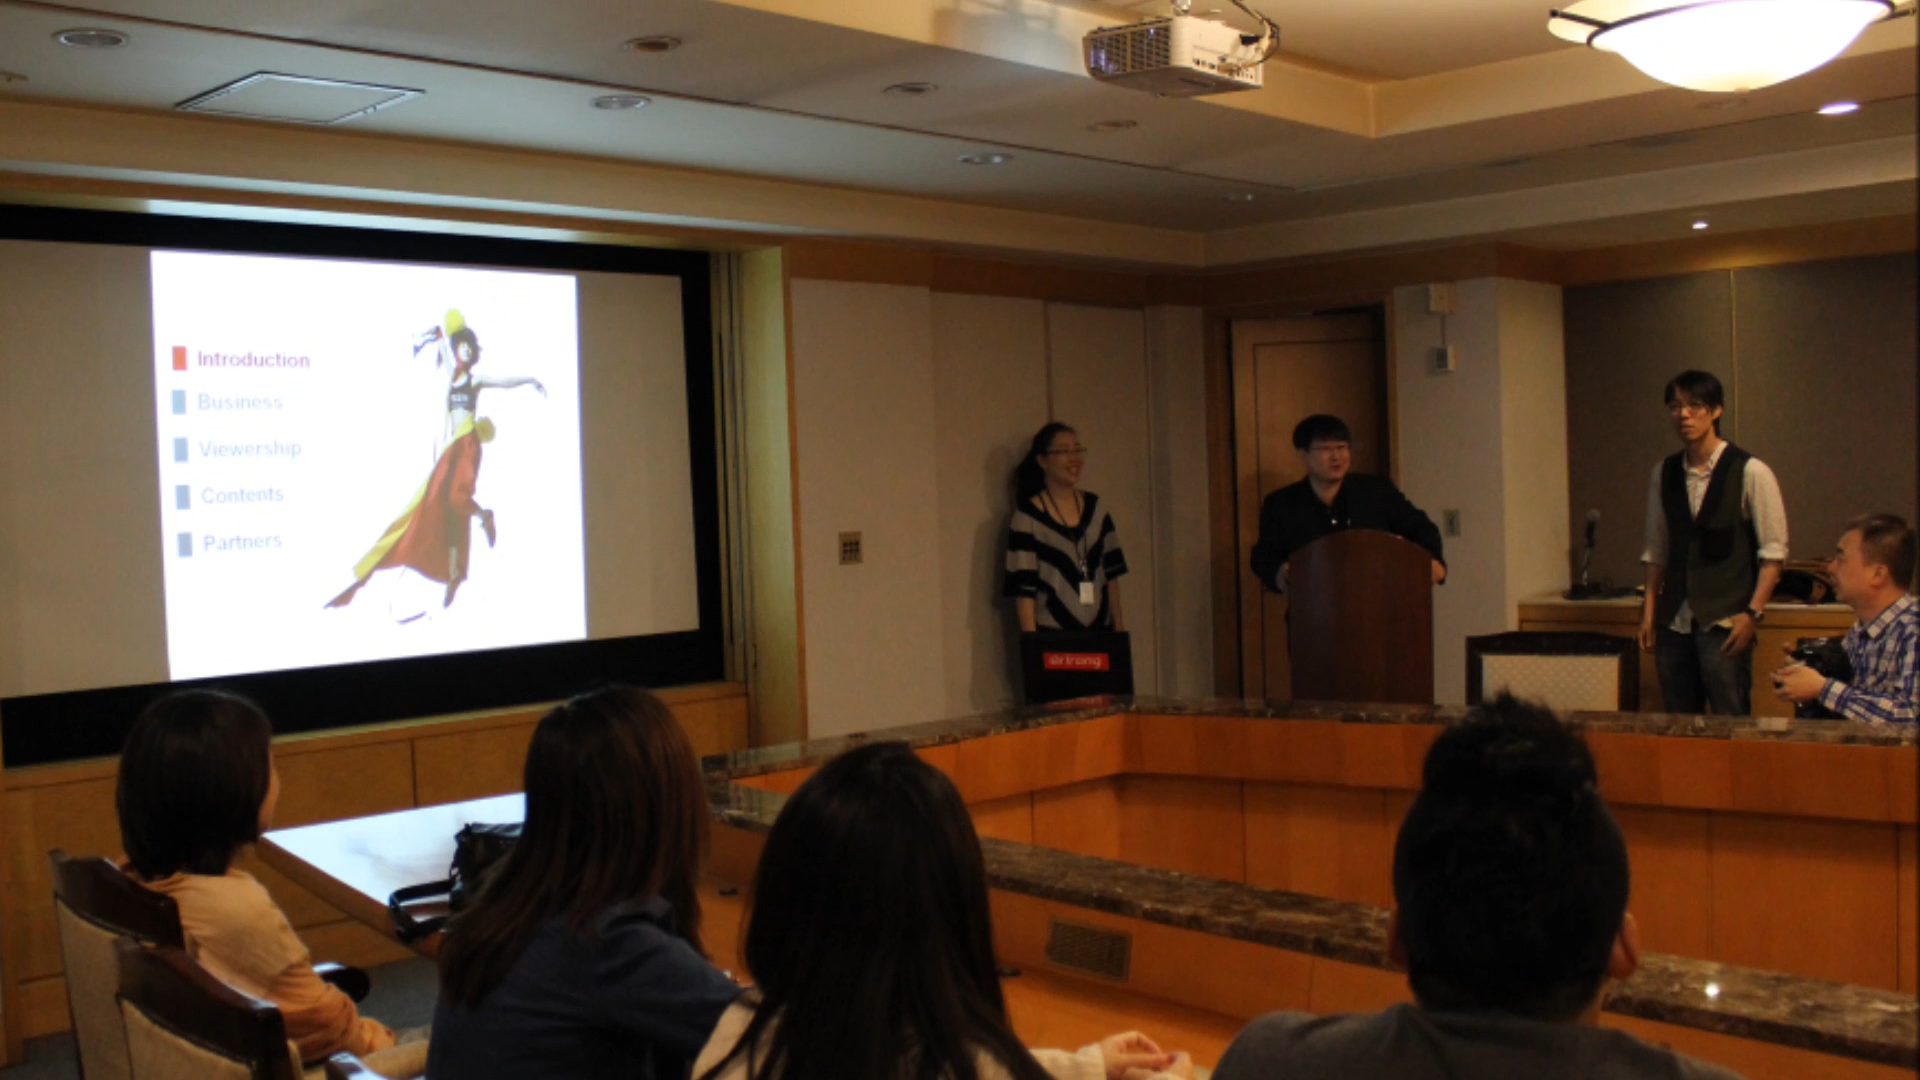 Introduction
Business
Viewership
Contents
Partners
arirang